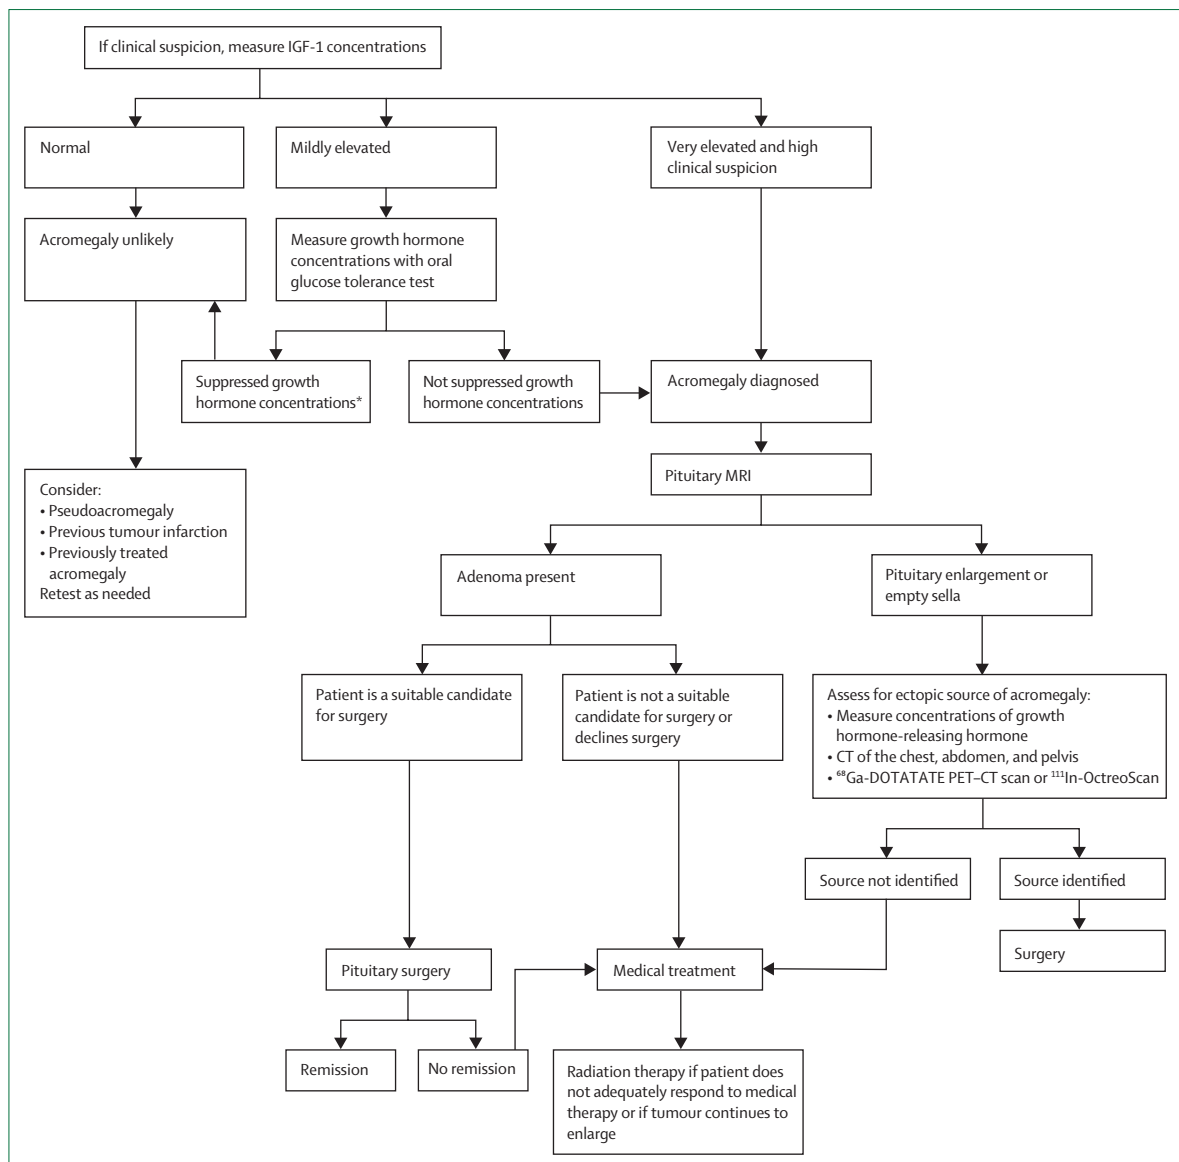 If clinical suspicion, measure IGF-1 concentrations
Normal
Mildly elevated
Very elevated and high
clinical suspicion
Acromegaly unlikely
Measure growth hormone
concentrations with oral
glucose tolerance test
Suppressed growth
hormone concentrations*
Not suppressed growth
hormone concentrations
Acromegaly diagnosed
Pituitary MRI
Consider:
• Pseudoacromegaly
• Previous tumour infarction
• Previously treated
acromegaly
Retest as needed
Adenoma present
Pituitary enlargement or
empty sella
Patient is a suitable candidate
for surgery
Patient is not a suitable
candidate for surgery or
declines surgery
Assess for ectopic source of acromegaly:
• Measure concentrations of growth
hormone-releasing hormone
• CT of the chest, abdomen, and pelvis
• ⁶⁸Ga-DOTATATE PET–CT scan or ¹¹¹In-OctreoScan
Source not identified
Source identified
Pituitary surgery
Medical treatment
Surgery
Remission
No remission
Radiation therapy if patient does
not adequately respond to medical
therapy or if tumour continues to
enlarge